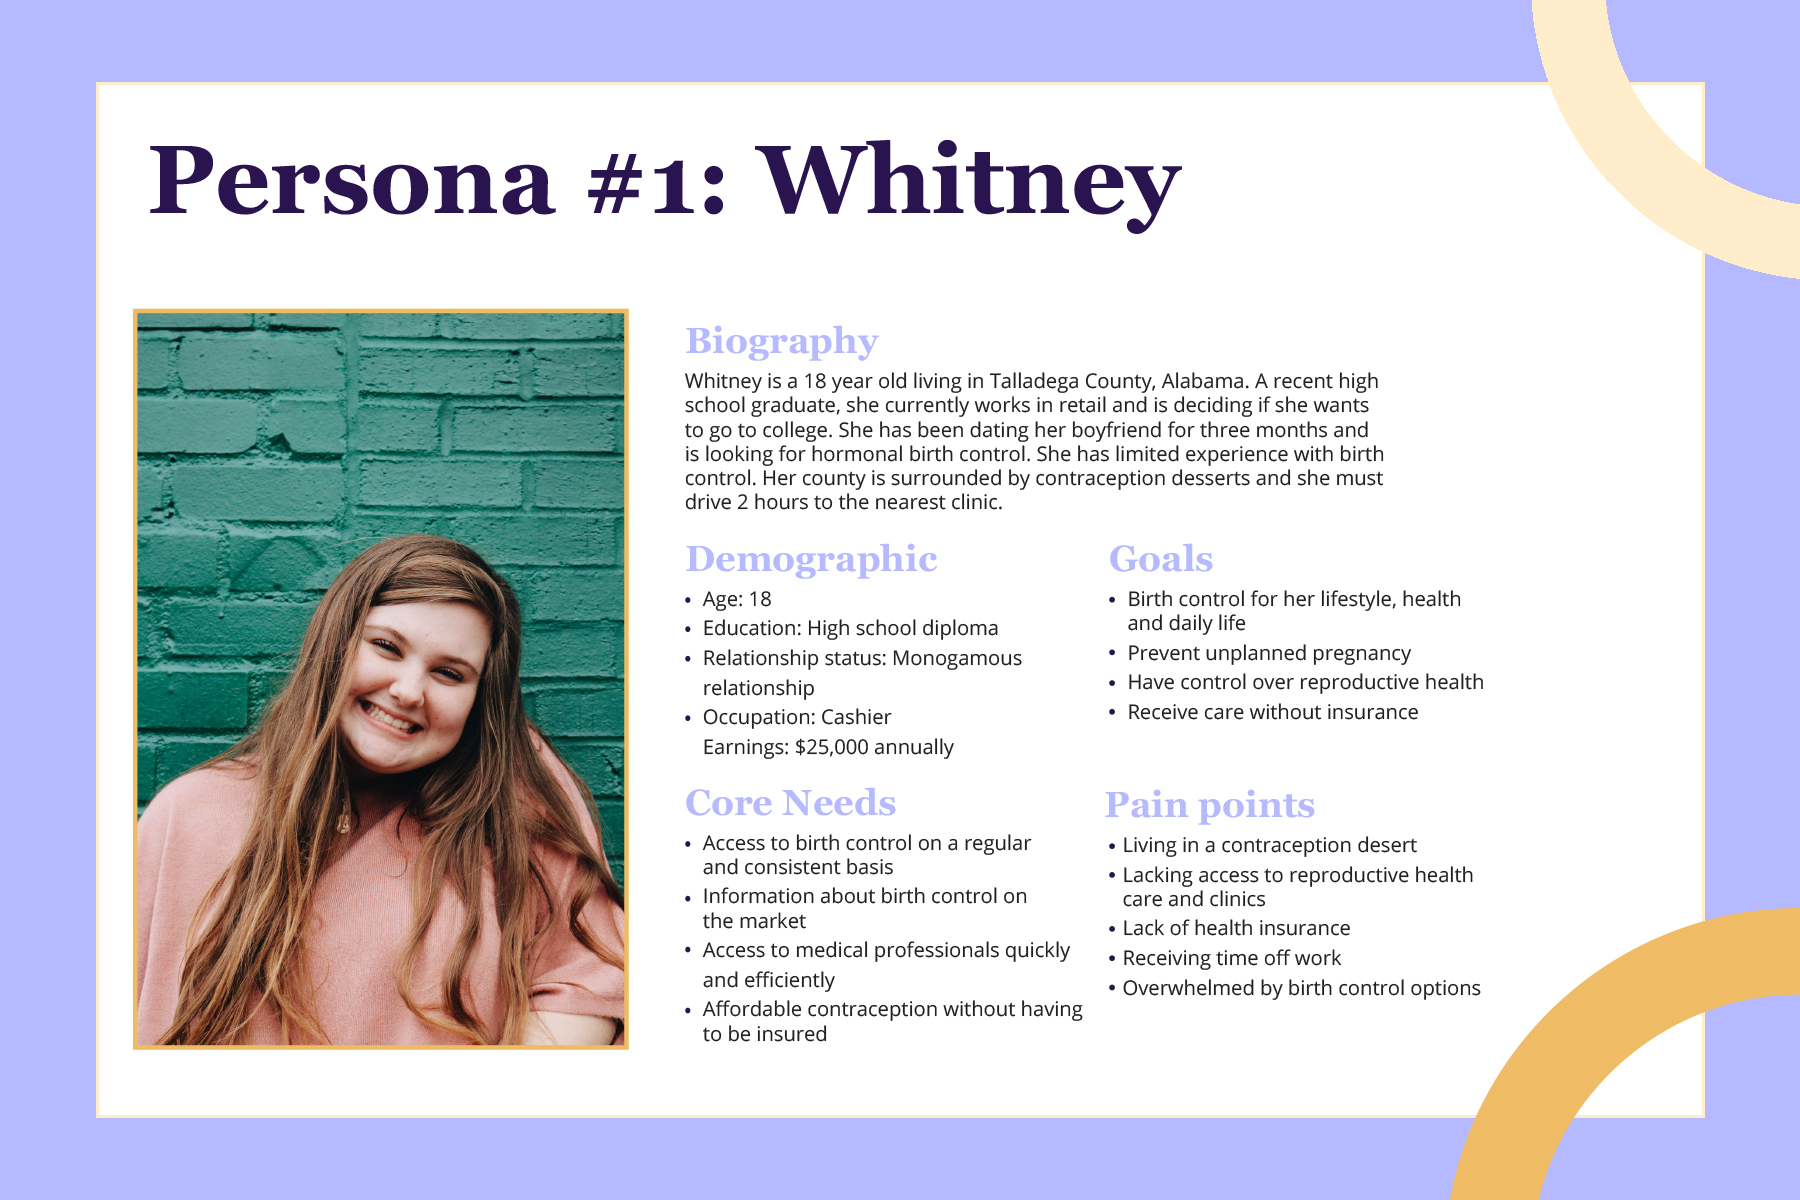 Persona #1: Whitney
Biography
Whitney is a 18 year old living in Talladega County, Alabama. A recent high
school graduate, she currently works in retail and is deciding if she wants
to go to college. She has been dating her boyfriend for three months and
is looking for hormonal birth control. She has limited experience with birth
control. Her county is surrounded by contraception desserts and she must
drive 2 hours to the nearest clinic.
Demographic
• Age: 18
• Education: High school diploma
• Relationship status: Monogamous
relationship
• Occupation: Cashier
Earnings: $25,000 annually
Goals
• Birth control for her lifestyle, health
and daily life
• Prevent unplanned pregnancy
• Have control over reproductive health
• Receive care without insurance
Core Needs
• Access to birth control on a regular
and consistent basis
• Information about birth control on
the market
• Access to medical professionals quickly
and efficiently
• Affordable contraception without having
to be insured
Pain points
• Living in a contraception desert
• Lacking access to reproductive health
care and clinics
• Lack of health insurance
• Receiving time off work
• Overwhelmed by birth control options